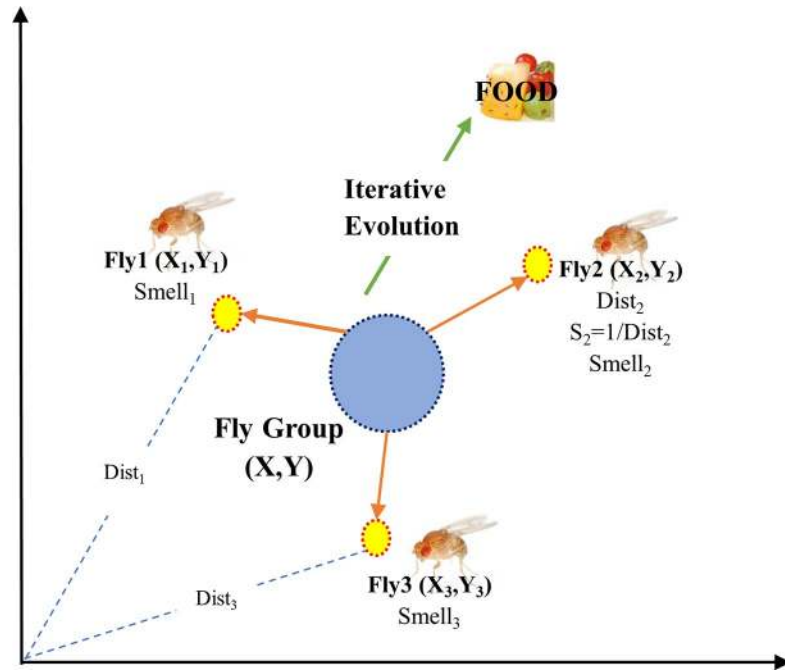 FOOD
Iterative
Evolution
Fly1 (X₁,Y₁)
Smell₁
Fly2 (X₂,Y₂)
Dist₂
S₂=1/Dist₂
Smell₂
Fly Group
(X,Y)
Dist₁
Dist₃
Fly3 (X₃,Y₃)
Smell₃